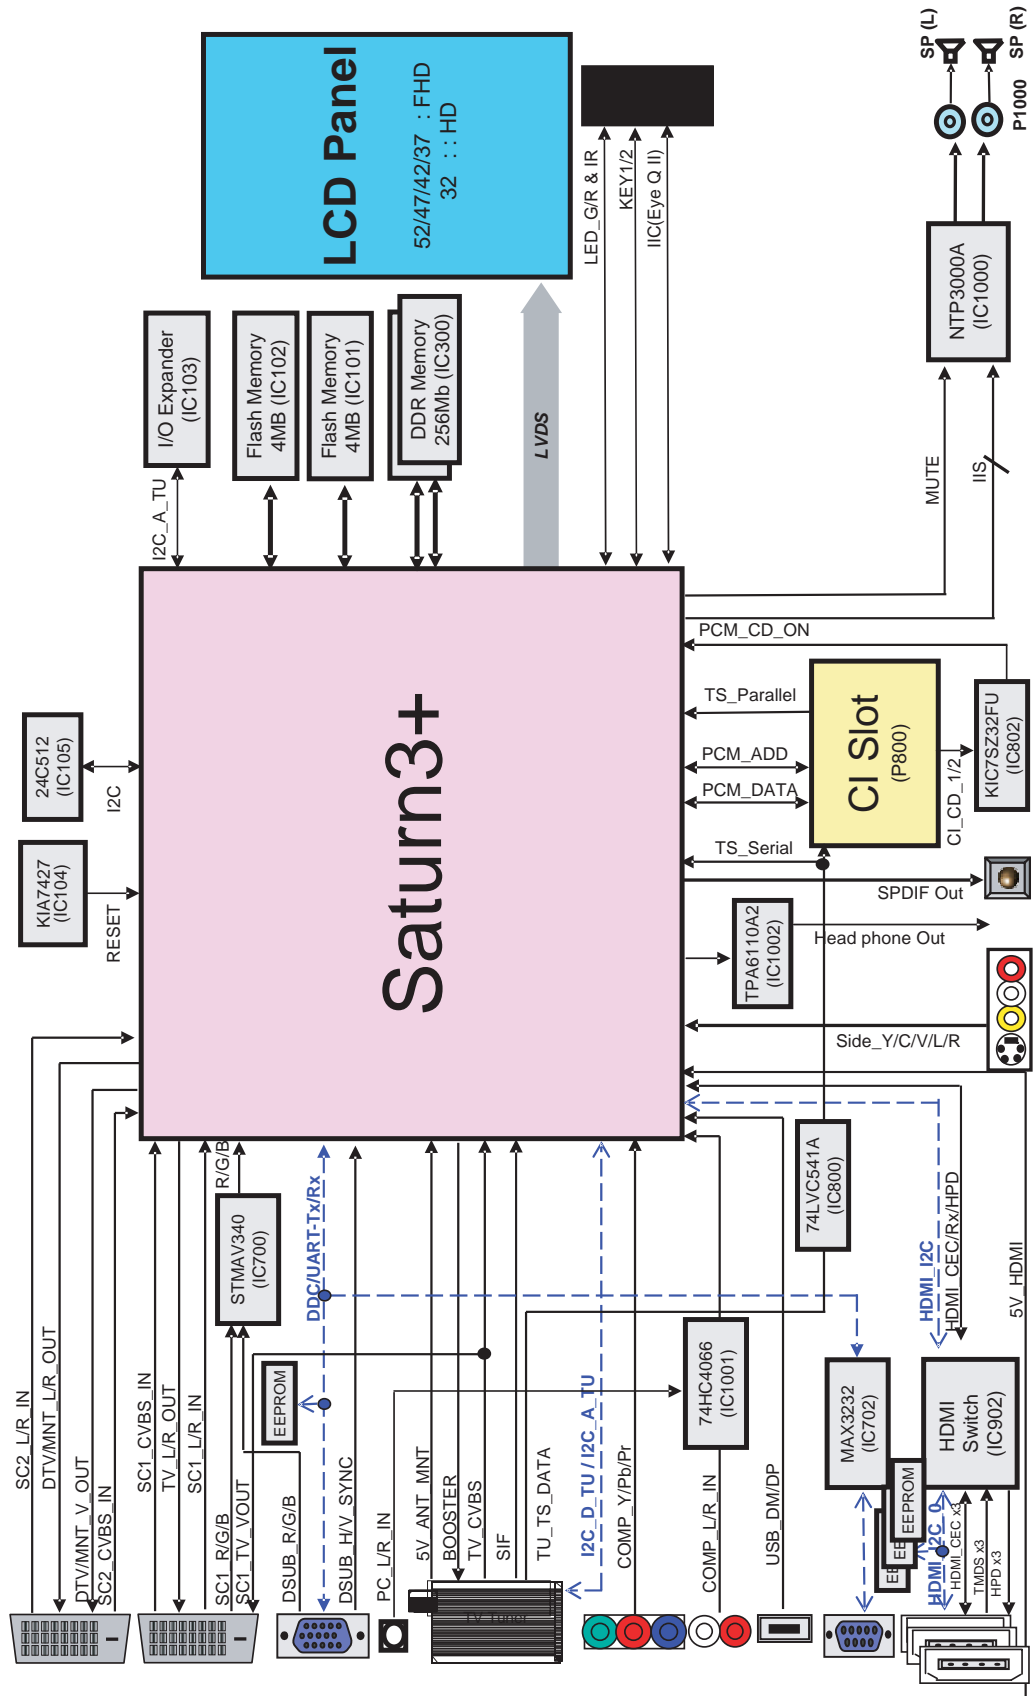 SC2_L/R_IN
DTV/MNT_L/R_OUT
DTV/MNT_V_OUT
SC2_CVBS_IN
SC1_CVBS_IN
TV_L/R_OUT
SC1_L/R_IN
SC1_R/G/B
SC1_TV_VOUT
DSUB_R/G/B
DSUB_H/V_SYNC
PC_L/R_IN
5V_ANT_MNT
BOOSTER
TV_CVBS
SIF
TU_TS_DATA
TV Tuner
I2C_D_TU / I2C_A_TU
COMP_Y/Pb/Pr
COMP_L/R_IN
USB_DM/DP
HDMI_I2C_0
HDMI_CEC x3
TMDS x3
HPD x3
EEPROM
EE
EE
EEPROM
STMAV340
(IC700)
R/G/B
DDC/UART-Tx/Rx
74HC4066
(IC1001)
MAX3232
(IC702)
HDMI
Switch
(IC902)
HDMI_I2C
HDMI_CEC/Rx/HPD
5V_HDMI
74LVC541A
(IC800)
KIA7427
(IC104)
RESET
24C512
(IC105)
I2C
Saturn3+
Side_Y/C/V/L/R
TPA6110A2
(IC1002)
Head phone Out
SPDIF Out
TS_Serial
PCM_DATA
PCM_ADD
TS_Parallel
PCM_CD_ON
CI Slot
(P800)
CI_CD_1/2
KIC7SZ32FU
(IC802)
I2C_A_TU
I/O Expander
(IC103)
Flash Memory
4MB (IC102)
Flash Memory
4MB (IC101)
DDR Memory
256Mb (IC300)
LVDS
LCD Panel
52/47/42/37 : FHD
32 : : HD
LED_G/R & IR
KEY1/2
IIC(Eye Q II)
MUTE
IIS
NTP3000A
(IC1000)
P1000
SP (L)
SP (R)